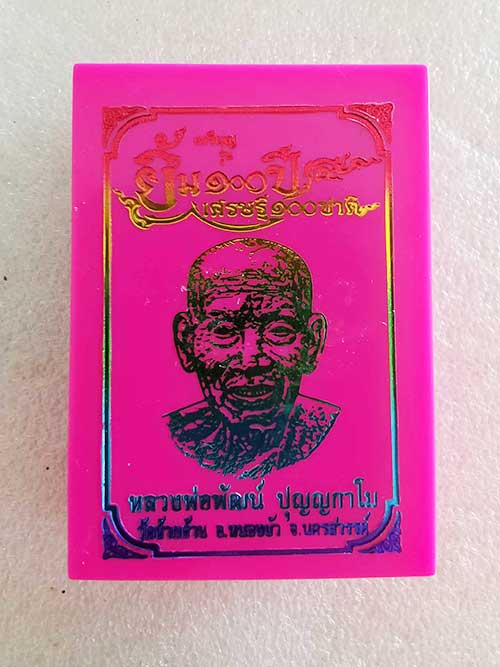 เหรียญ
ยิ้ม๑๐๐ปี
เศรษฐี๑๐๐ชาติ
หลวงพ่อพัฒน์ ปุญญกาโม
วัดห้วยด้วน อ.หนองบัว จ.นครสวรรค์